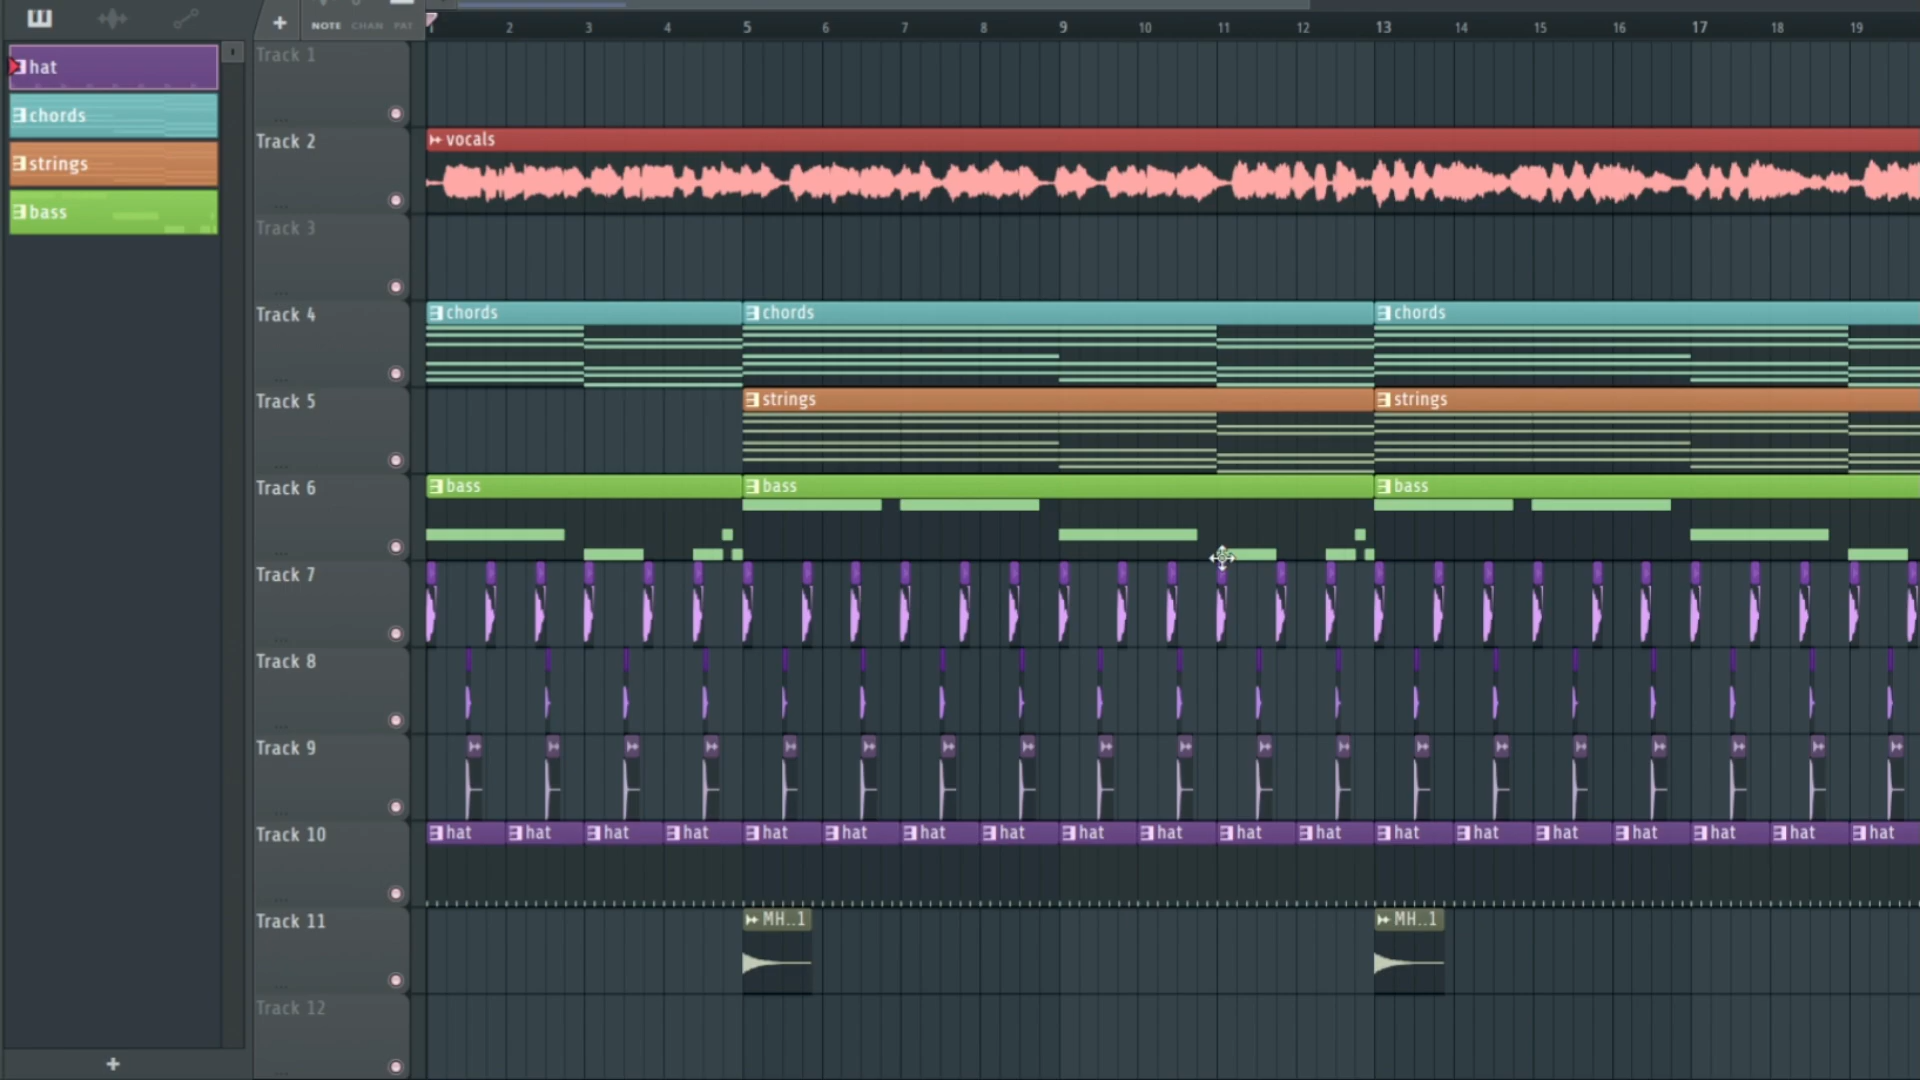 NOTE CHAN PAT
1 2 3 4 5 6 7 8 9 10 11 12 13 14 15 16 17 18 19
hat
chords
strings
bass
Track 1
Track 2
vocals
Track 3
Track 4
chords chords chords
Track 5
strings strings
Track 6
bass bass bass
Track 7
Track 8
Track 9
Track 10
hat hat hat hat hat hat hat hat hat hat hat hat hat hat hat hat hat hat hat
Track 11
MH..1 MH..1
Track 12